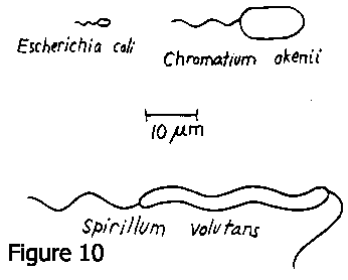 Escherichia coli
Chromatium okenii
10 µm
Spirillum volutans
Figure 10